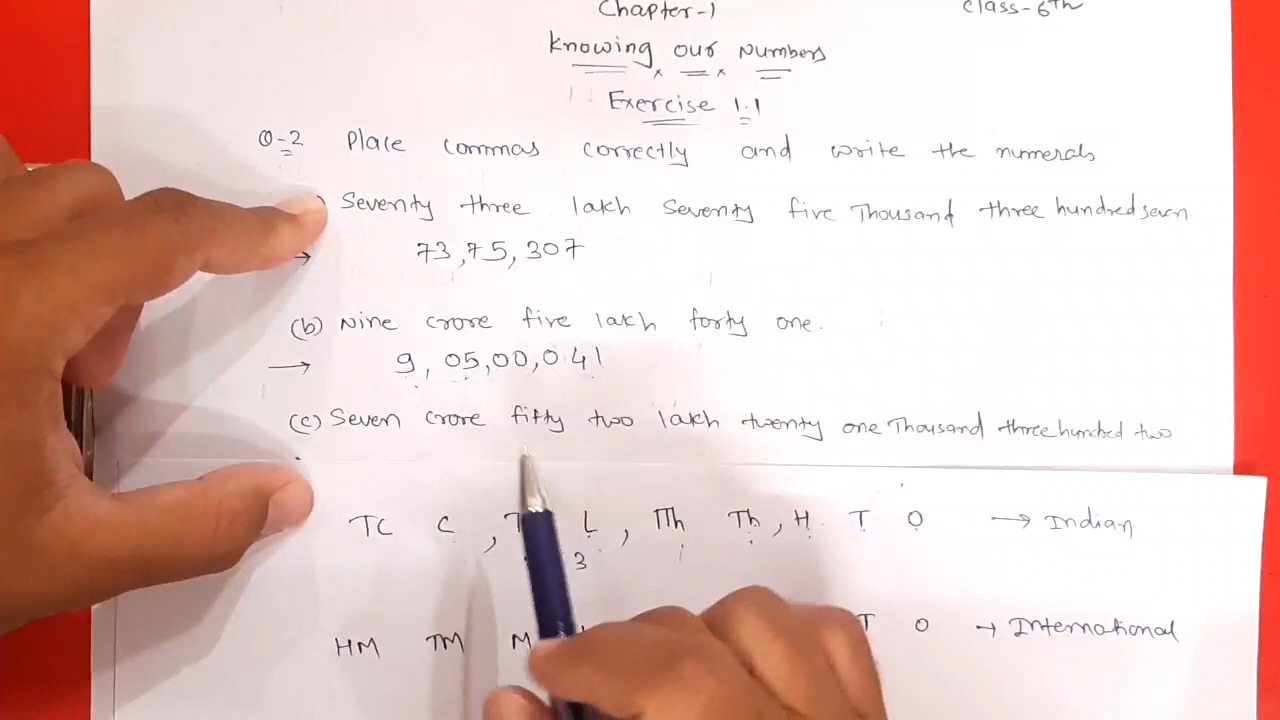 Chapter-1
Class-6th
Knowing our Numbers
Exercise 1.1
Q-2 Place commas correctly and write the numerals
Seventy three lakh Seventy five Thousand three hundred seven
→ 73,75,307
(b) Nine crore five lakh forty one.
→ 9,05,00,041
(c) Seven crore fifty two lakh twenty one Thousand three hundred two
TC C , T L , TTh Th , H T O → Indian
3
HM TM M T O → International